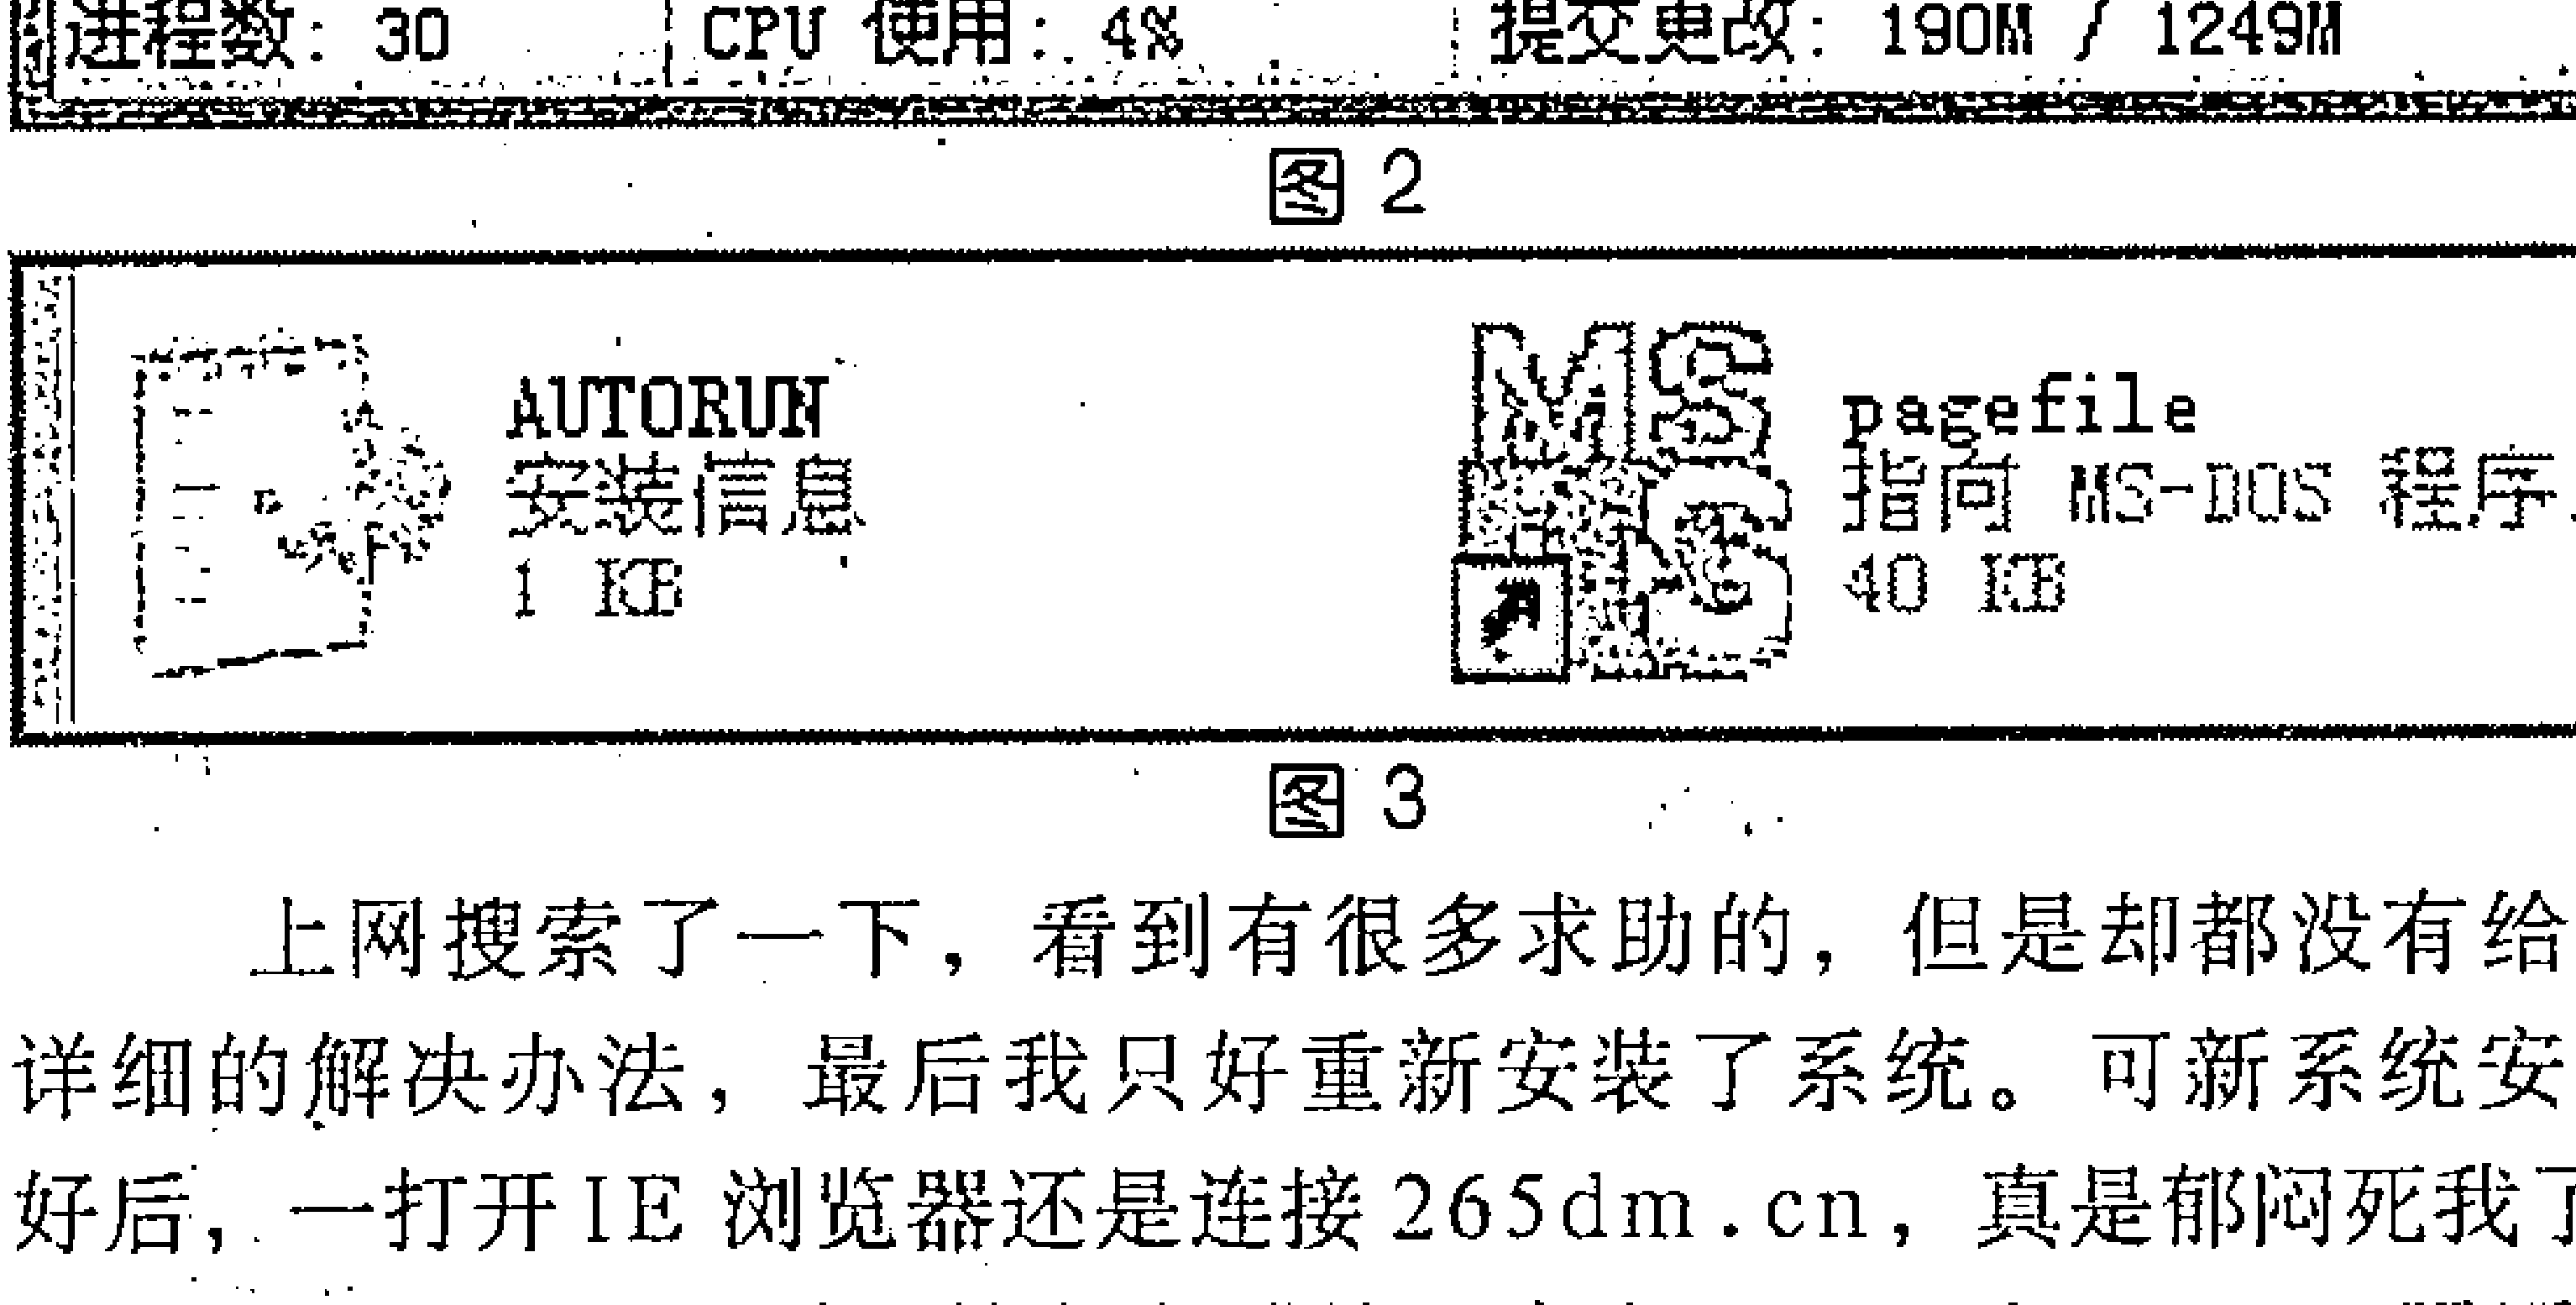 进程数: 30 CPU 使用: 4% 提交更改: 190M / 1249M
图 2
AUTORUN
安装信息
1 KB
pagefile
指向 MS-DOS 程序
40 KB
图 3
上网搜索了一下，看到有很多求助的，但是却都没有给
详细的解决办法，最后我只好重新安装了系统。可新系统安
好后，一打开IE 浏览器还是连接265dm.cn，真是郁闷死我了